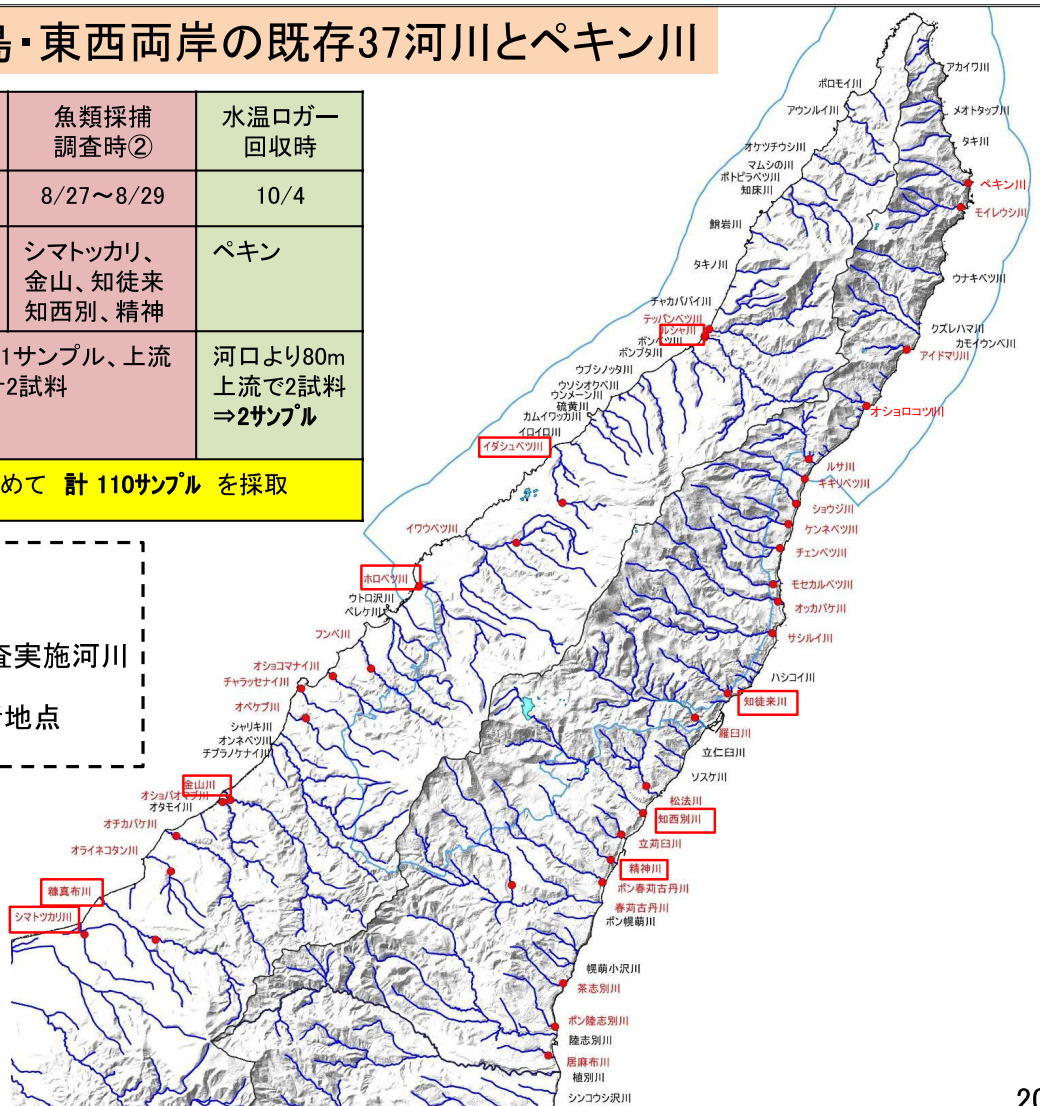 島・東西両岸の既存37河川とペキン川
魚類採捕
調査時②
水温ロガー
回収時
8/27～8/29
10/4
シマトッカリ、
金山、知徒来
知西別、精神
ペキン
1サンプル、上流
2試料
河口より80m
上流で2試料
⇒2サンプル
めて 計 110サンプル を採取
査実施河川
地点
アカイワ川
ポロモイ川
アウンルイ川
メオトタップ川
オケッチウシ川
タキ川
マムシの川
ポトピラベツ川
知床川
ペキン川
モイレウシ川
鮹岩川
タキノ川
ウナキベツ川
チャカババイ川
テッパンベツ川
ルシャ川
ポンベツ川
ポンプタ川
クズレハマ川
カモイウンベ川
アイドマリ川
ウブシノッタ川
ウソシオクベ川
ウンメーン川
硫黄川
カムイワッカ川
イロイロ川
オショロコツ川
イダシュベツ川
ルサ川
キキリベツ川
ショウジ川
ケンネベツ川
チエンベツ川
イワウベツ川
ホロベツ川
モセカルベツ川
オッカバケ川
ウトロ沢川
ペレケ川
サシルイ川
フンベ川
オショコマナイ川
チャラッセナイ川
ハシコイ川
知徒来川
オペケプ川
シャリキ川
オンネベツ川
チプラノケナイ川
羅臼川
立仁臼川
ソスケ川
金山川
オショパオマブ川
オタモイ川
松法川
知西別川
オチカバケ川
立苅臼川
オライネコタン川
精神川
ポン春苅古丹川
糠真布川
春苅古丹川
シマトツカリ川
ポン幌萌川
幌萌小沢川
茶志別川
ポン陸志別川
陸志別川
居麻布川
植別川
シンコウシ沢川
20